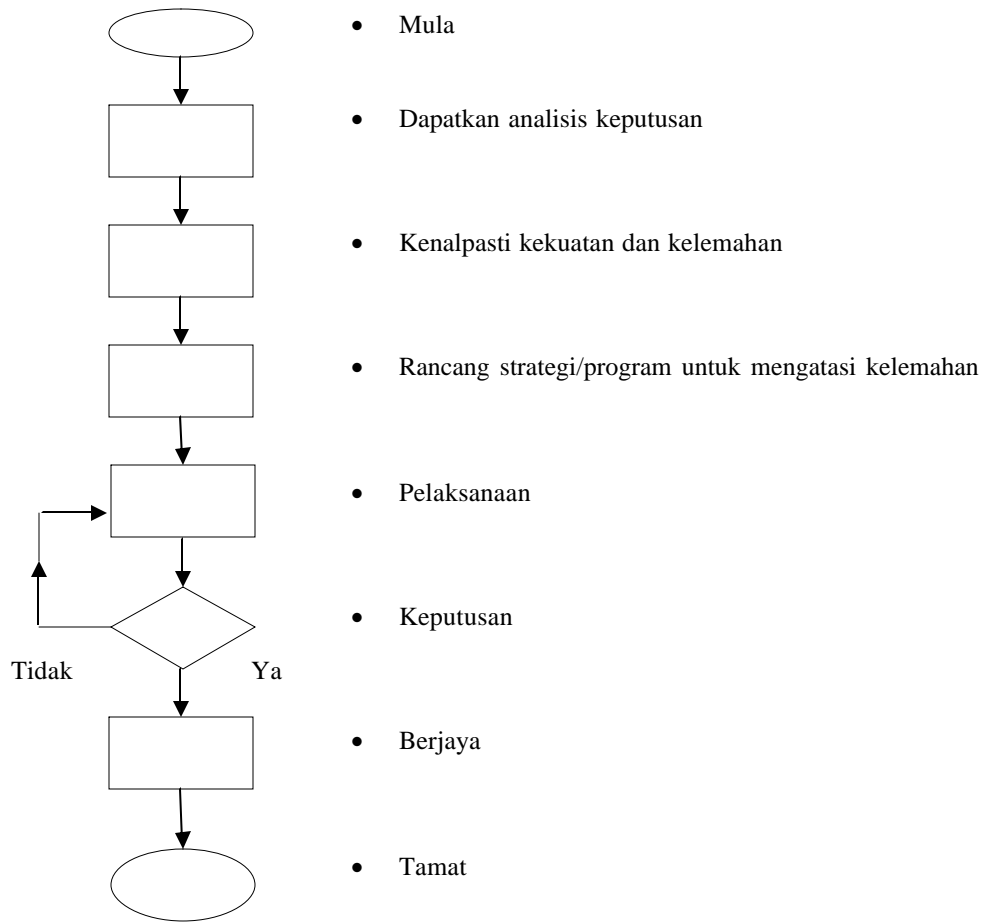 • Mula
• Dapatkan analisis keputusan
• Kenalpasti kekuatan dan kelemahan
• Rancang strategi/program untuk mengatasi kelemahan
• Pelaksanaan
• Keputusan
Tidak Ya
• Berjaya
• Tamat